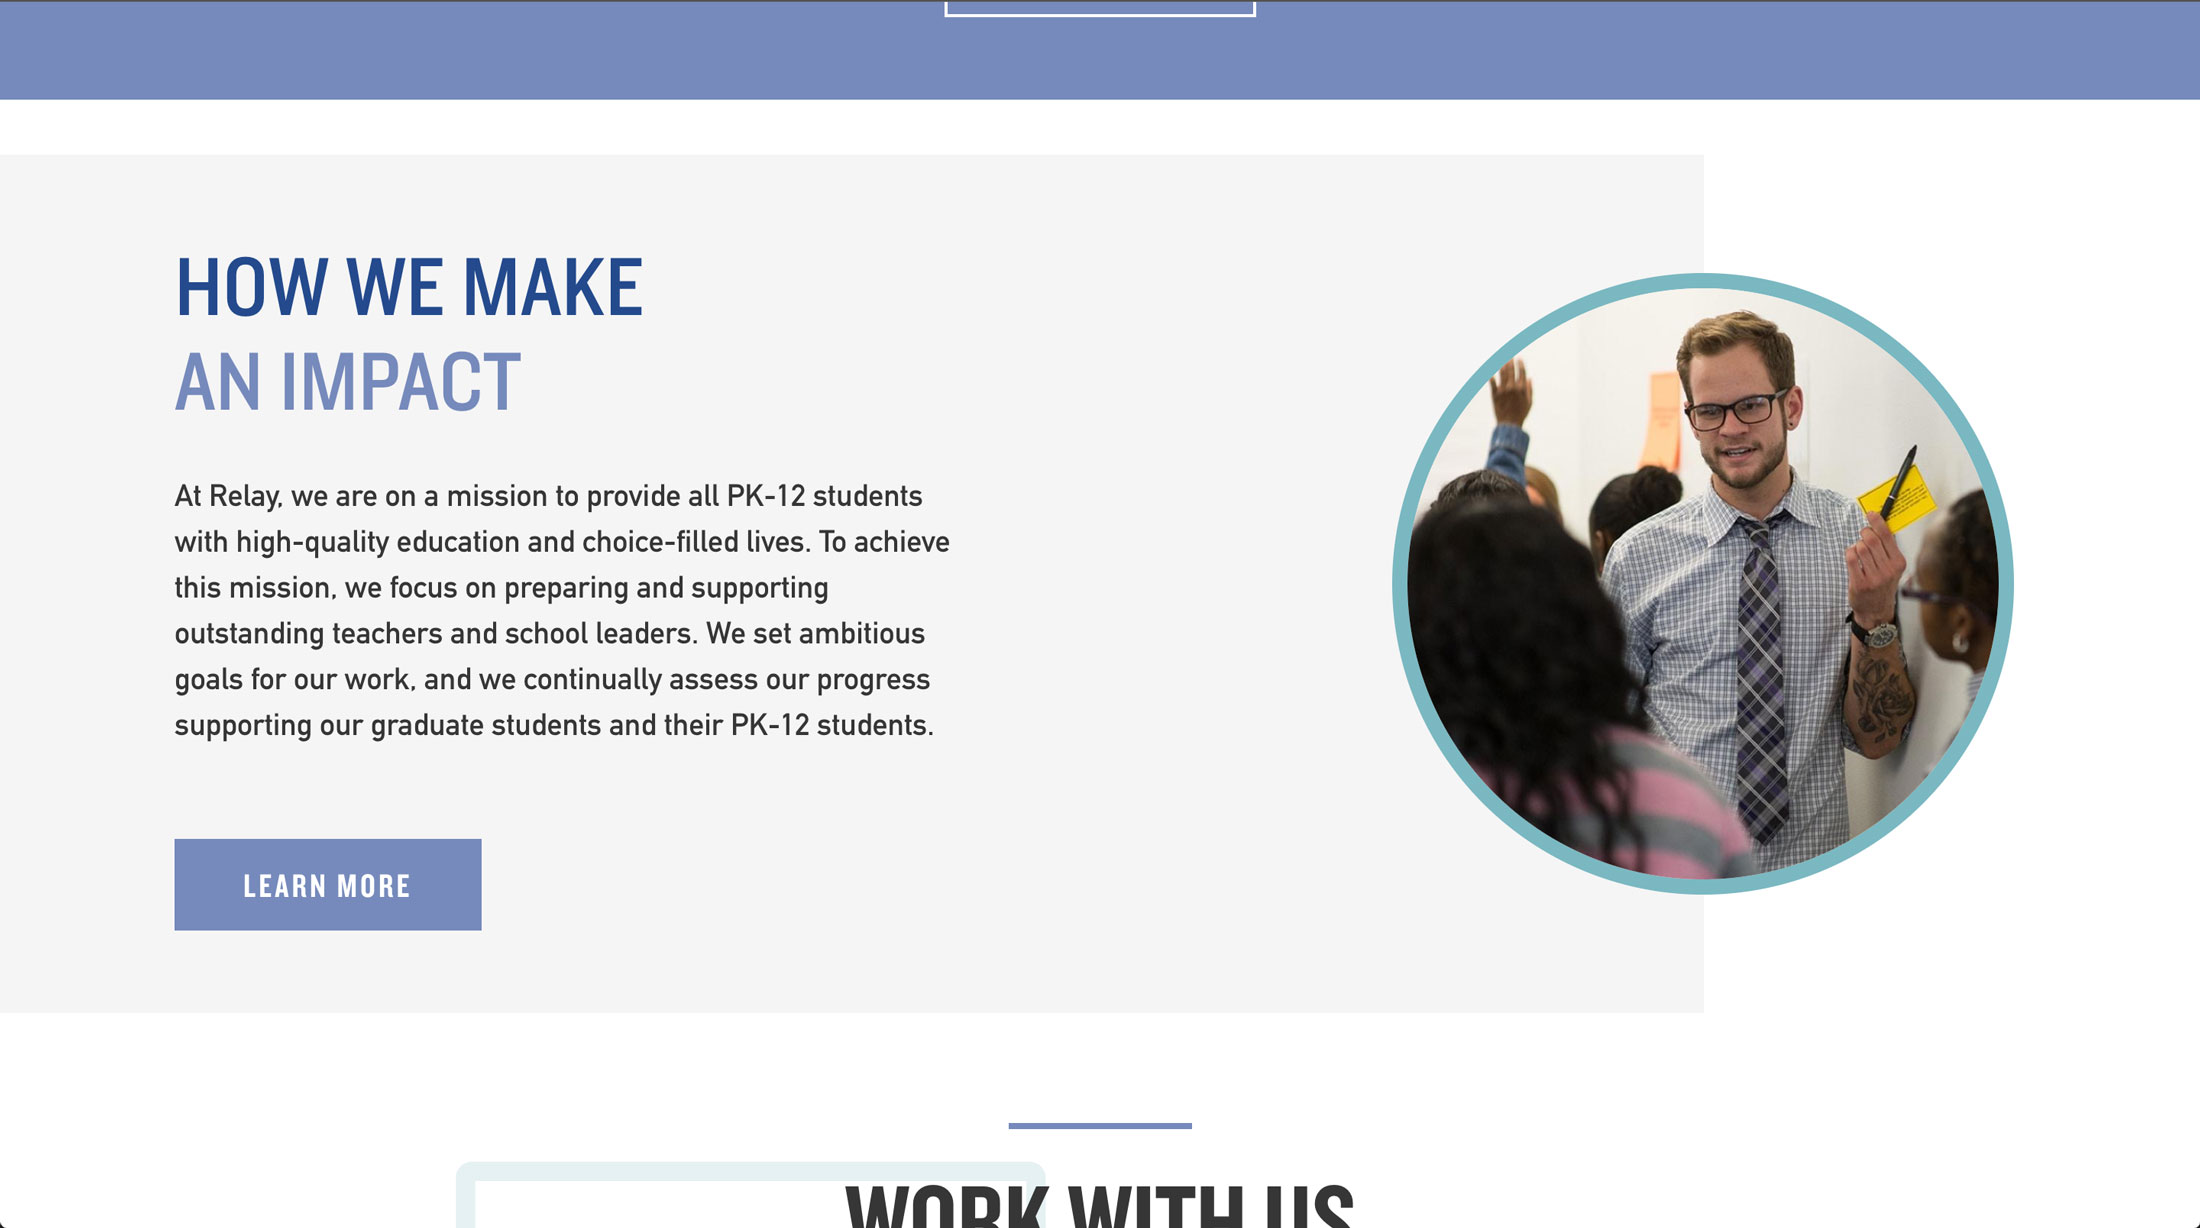 HOW WE MAKE
AN IMPACT
At Relay, we are on a mission to provide all PK-12 students
with high-quality education and choice-filled lives. To achieve
this mission, we focus on preparing and supporting
outstanding teachers and school leaders. We set ambitious
goals for our work, and we continually assess our progress
supporting our graduate students and their PK-12 students.
LEARN MORE
WORK WITH US